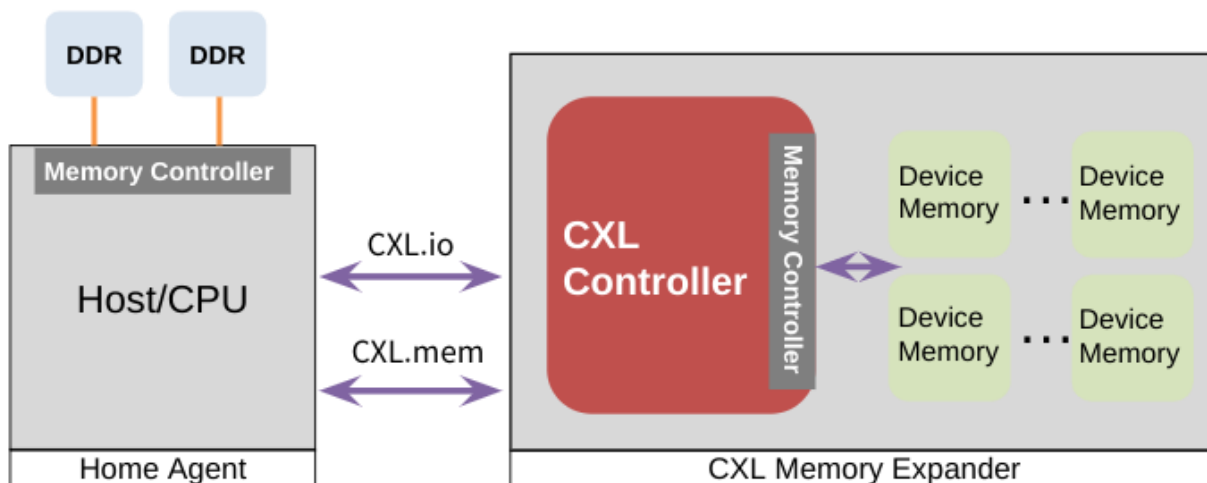 DDR
DDR
Memory Controller
Host/CPU
Home Agent
CXL.io
CXL.mem
CXL
Controller
Memory Controller
Device
Memory
...
Device
Memory
Device
Memory
...
Device
Memory
CXL Memory Expander